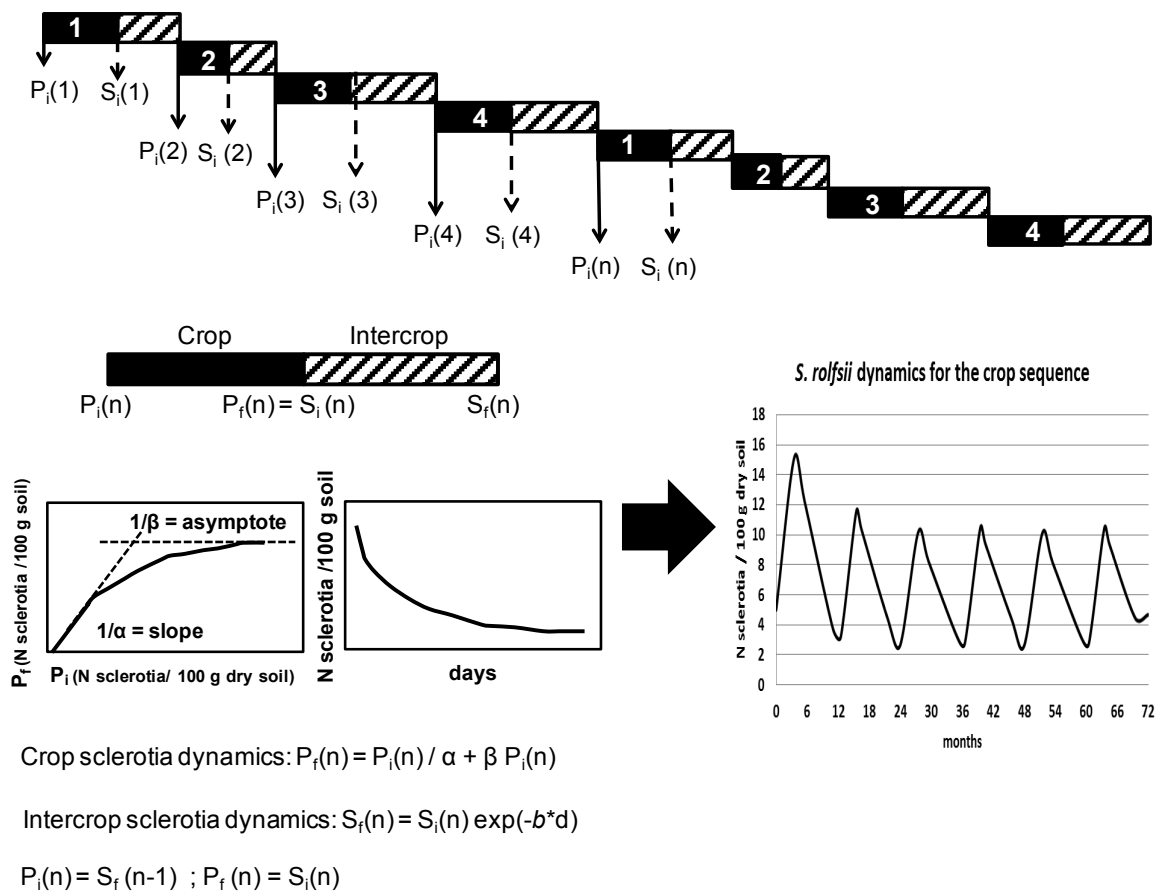 1
2
3
4
1
2
3
4
Pi(1) Si(1)
Pi(2) Si (2)
Pi(3) Si (3)
Pi(4) Si (4)
Pi(n) Si (n)
Crop Intercrop
Pi(n) Pf(n) = Si (n) Sf(n)
Pf (N sclerotia /100 g soil)
1/β = asymptote
1/α = slope
Pi (N sclerotia/ 100 g dry soil)
N sclerotia /100 g soil
days
S. rolfsii dynamics for the crop sequence
N sclerotia / 100 g dry soil
18
16
14
12
10
8
6
4
2
0
0 6 12 18 24 30 36 42 48 54 60 66 72
months
Crop sclerotia dynamics: Pf(n) = Pi(n) / α + β Pi(n)
Intercrop sclerotia dynamics: Sf(n) = Si(n) exp(-b*d)
Pi(n) = Sf (n-1) ; Pf (n) = Si(n)